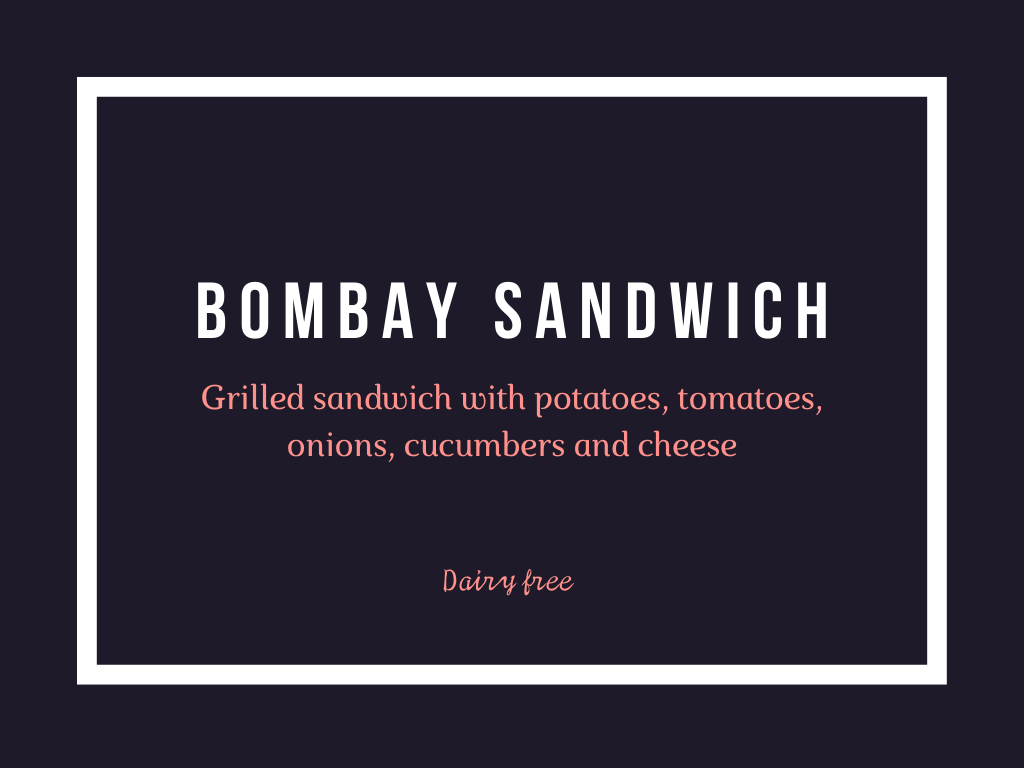 BOMBAY SANDWICH
Grilled sandwich with potatoes, tomatoes,
onions, cucumbers and cheese
Dairy free